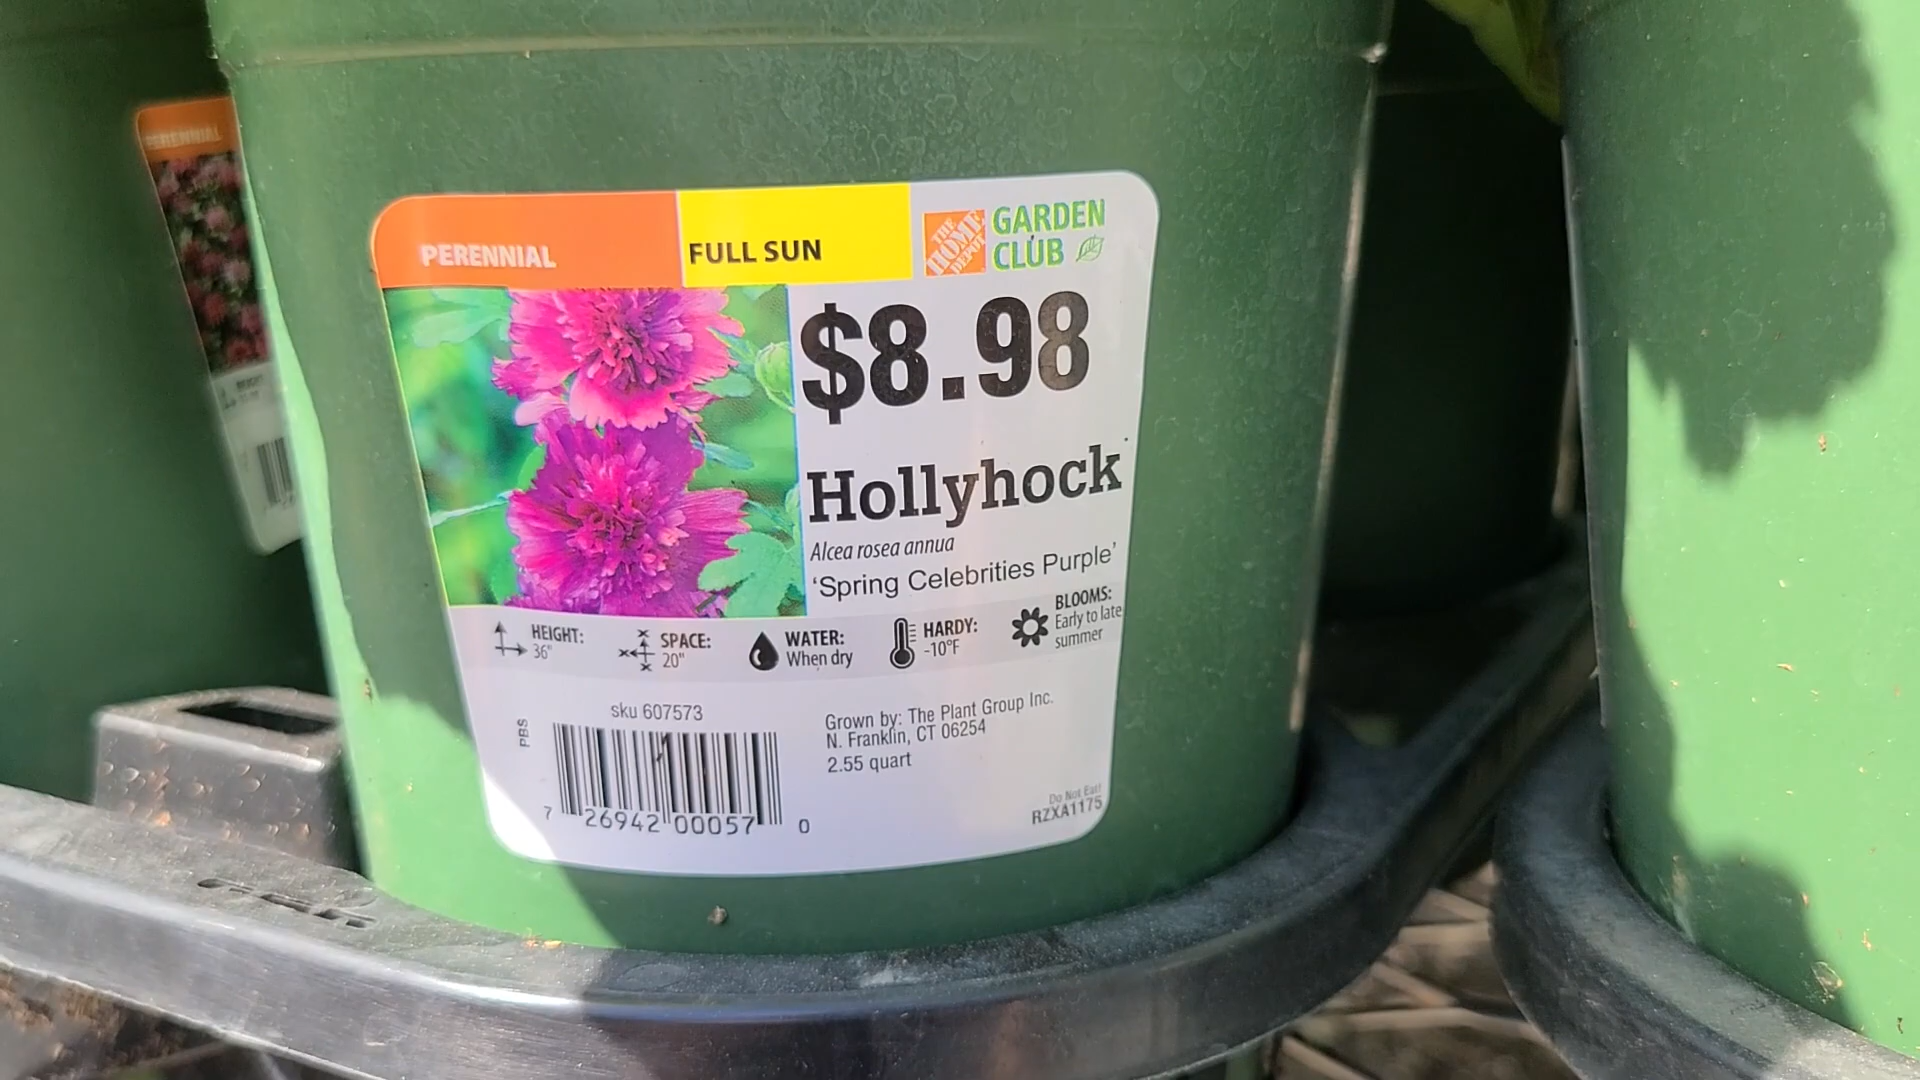 PERENNIAL
PERENNIAL
FULL SUN
THE HOME DEPOT
GARDEN
CLUB
$8.98
Hollyhock
Alcea rosea annua
‘Spring Celebrities Purple’
HEIGHT:
36"
SPACE:
20"
WATER:
When dry
HARDY:
-10°F
BLOOMS:
Early to late
summer
PBS
sku 607573
7 26942 00057 0
Grown by: The Plant Group Inc.
N. Franklin, CT 06254
2.55 quart
Do Not Eat!
RZXA1175